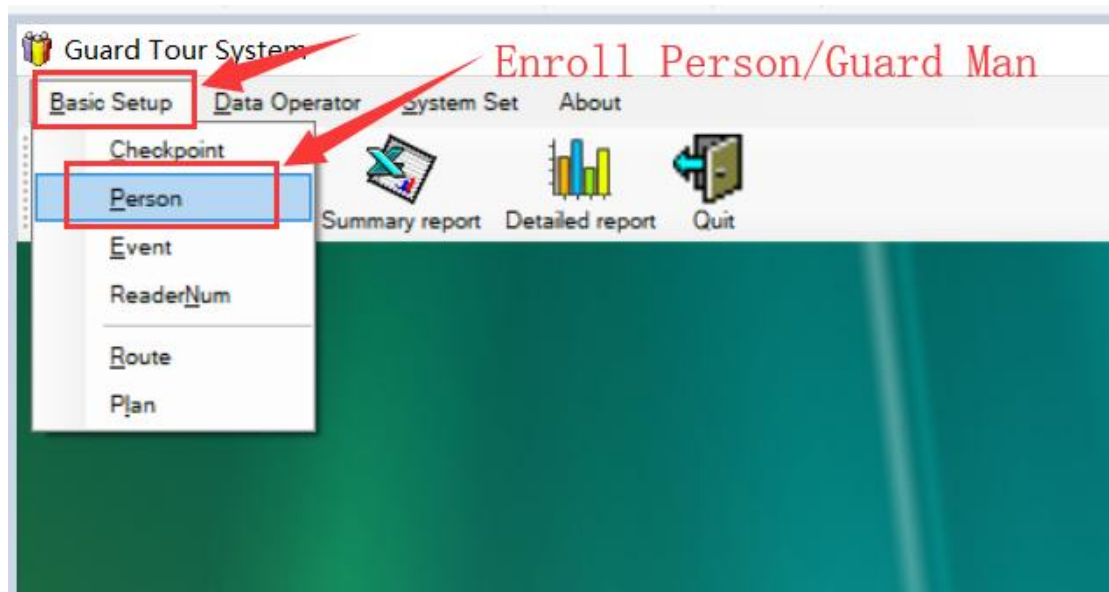 Guard Tour System
Enroll Person/Guard Man
Basic Setup Data Operator System Set About
Checkpoint
Person
Summary report Detailed report Quit
Event
ReaderNum
Route
Plan